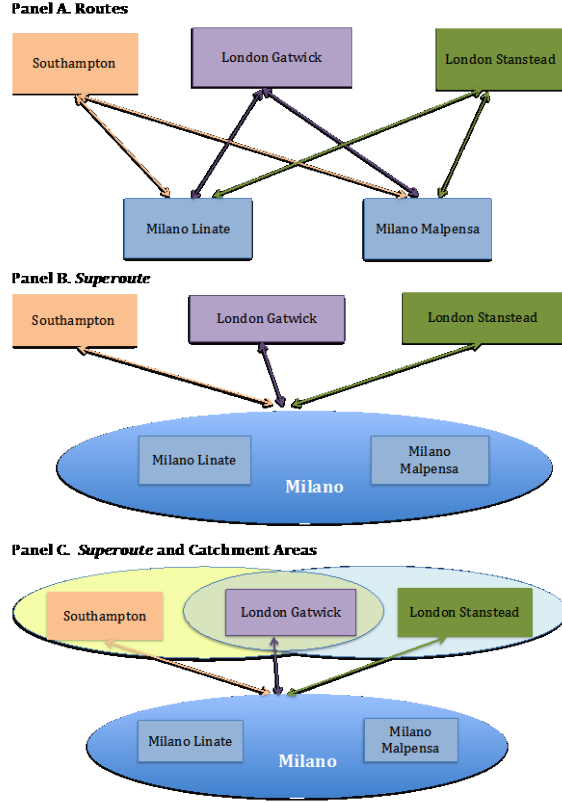 Panel A. Routes
Southampton
London Gatwick
London Stanstead
Milano Linate
Milano Malpensa
Panel B. Superoute
Southampton
London Gatwick
London Stanstead
Milano Linate
Milano
Malpensa
Milano
Panel C. Superoute and Catchment Areas
Southampton
London Gatwick
London Stanstead
Milano Linate
Milano
Malpensa
Milano